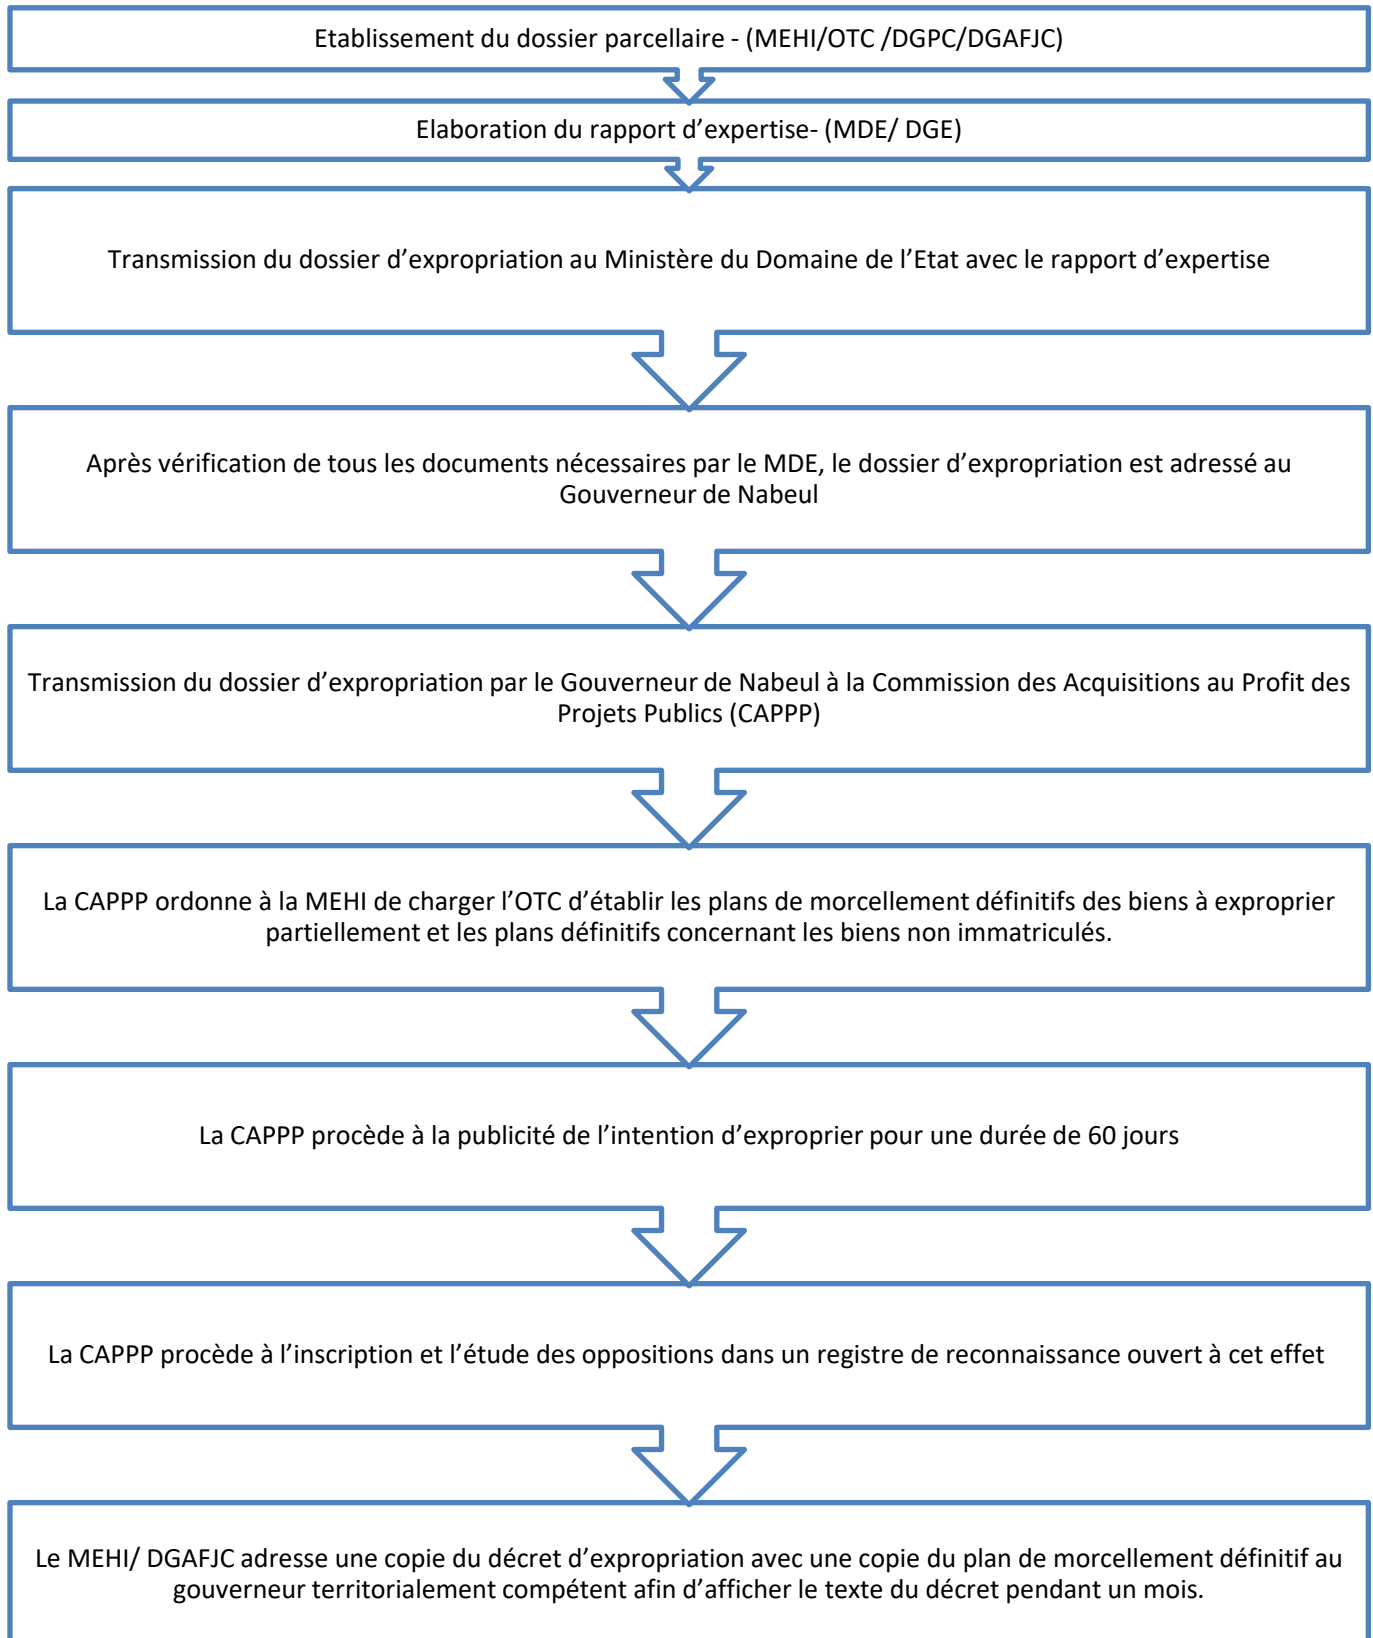 Etablissement du dossier parcellaire - (MEHI/OTC /DGPC/DGAFJC)
Elaboration du rapport d’expertise- (MDE/ DGE)
Transmission du dossier d’expropriation au Ministère du Domaine de l’Etat avec le rapport d’expertise
Après vérification de tous les documents nécessaires par le MDE, le dossier d’expropriation est adressé au
Gouverneur de Nabeul
Transmission du dossier d’expropriation par le Gouverneur de Nabeul à la Commission des Acquisitions au Profit des
Projets Publics (CAPPP)
La CAPPP ordonne à la MEHI de charger l’OTC d’établir les plans de morcellement définitifs des biens à exproprier
partiellement et les plans définitifs concernant les biens non immatriculés.
La CAPPP procède à la publicité de l’intention d’exproprier pour une durée de 60 jours
La CAPPP procède à l’inscription et l’étude des oppositions dans un registre de reconnaissance ouvert à cet effet
Le MEHI/ DGAFJC adresse une copie du décret d’expropriation avec une copie du plan de morcellement définitif au
gouverneur territorialement compétent afin d’afficher le texte du décret pendant un mois.